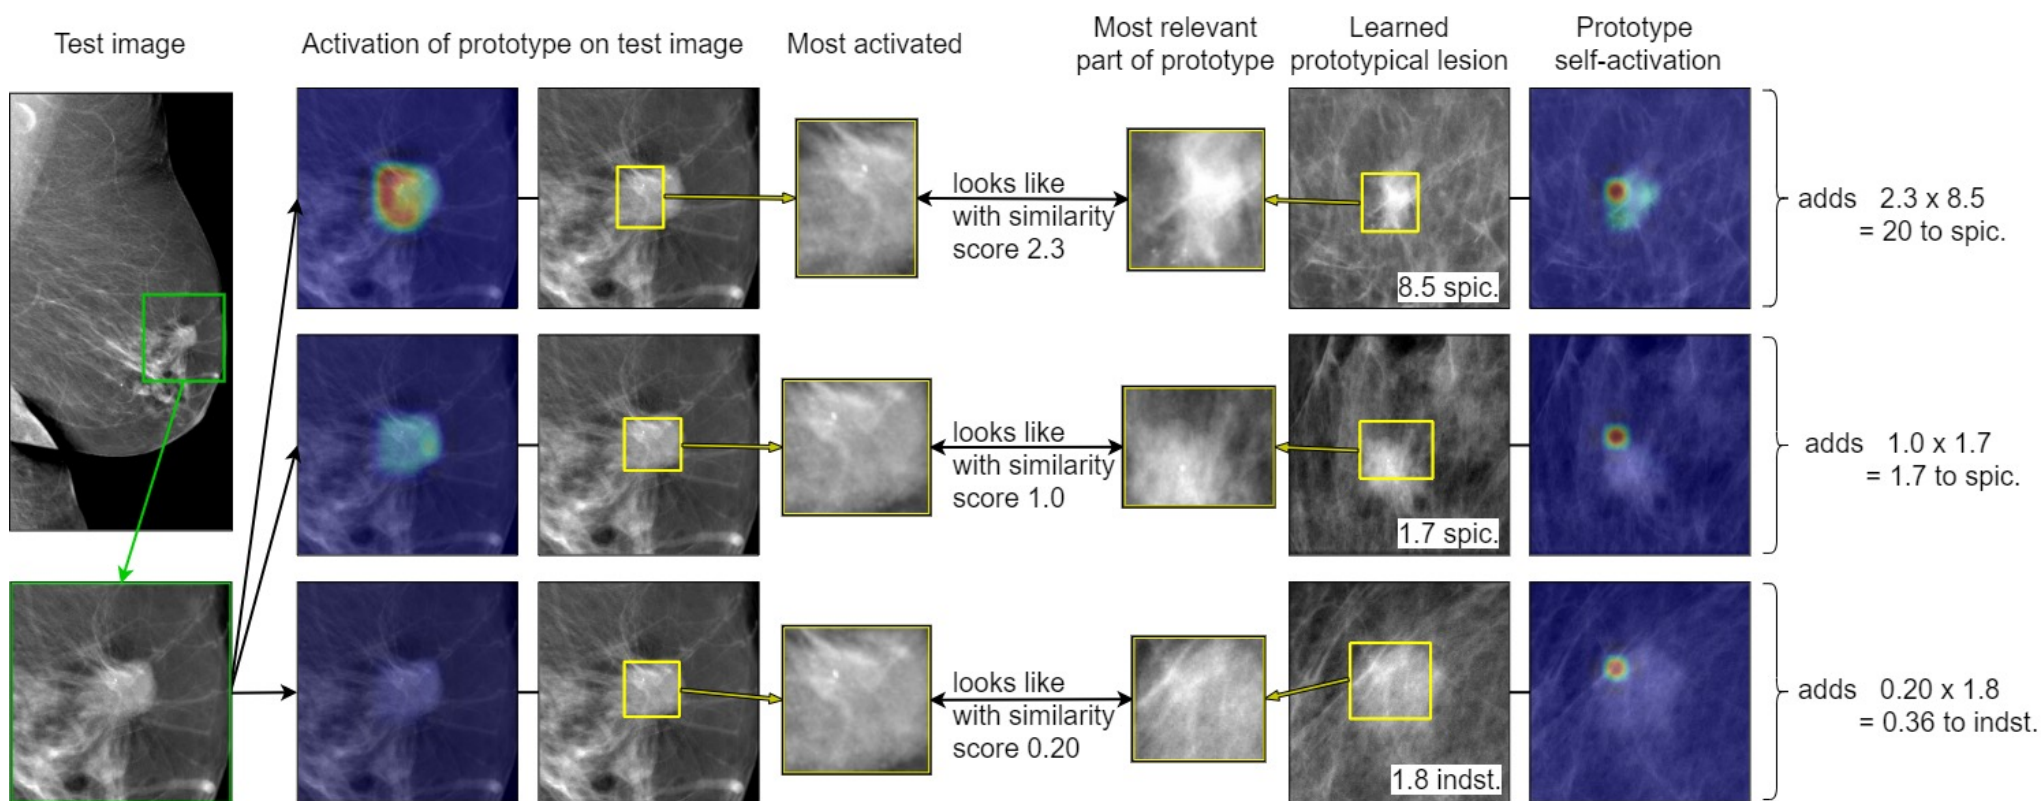 Test image
Activation of prototype on test image
Most activated
Most relevant
part of prototype
Learned
prototypical lesion
Prototype
self-activation
looks like
with similarity
score 2.3
8.5 spic.
adds 2.3 x 8.5
= 20 to spic.
looks like
with similarity
score 1.0
1.7 spic.
adds 1.0 x 1.7
= 1.7 to spic.
looks like
with similarity
score 0.20
1.8 indst.
adds 0.20 x 1.8
= 0.36 to indst.